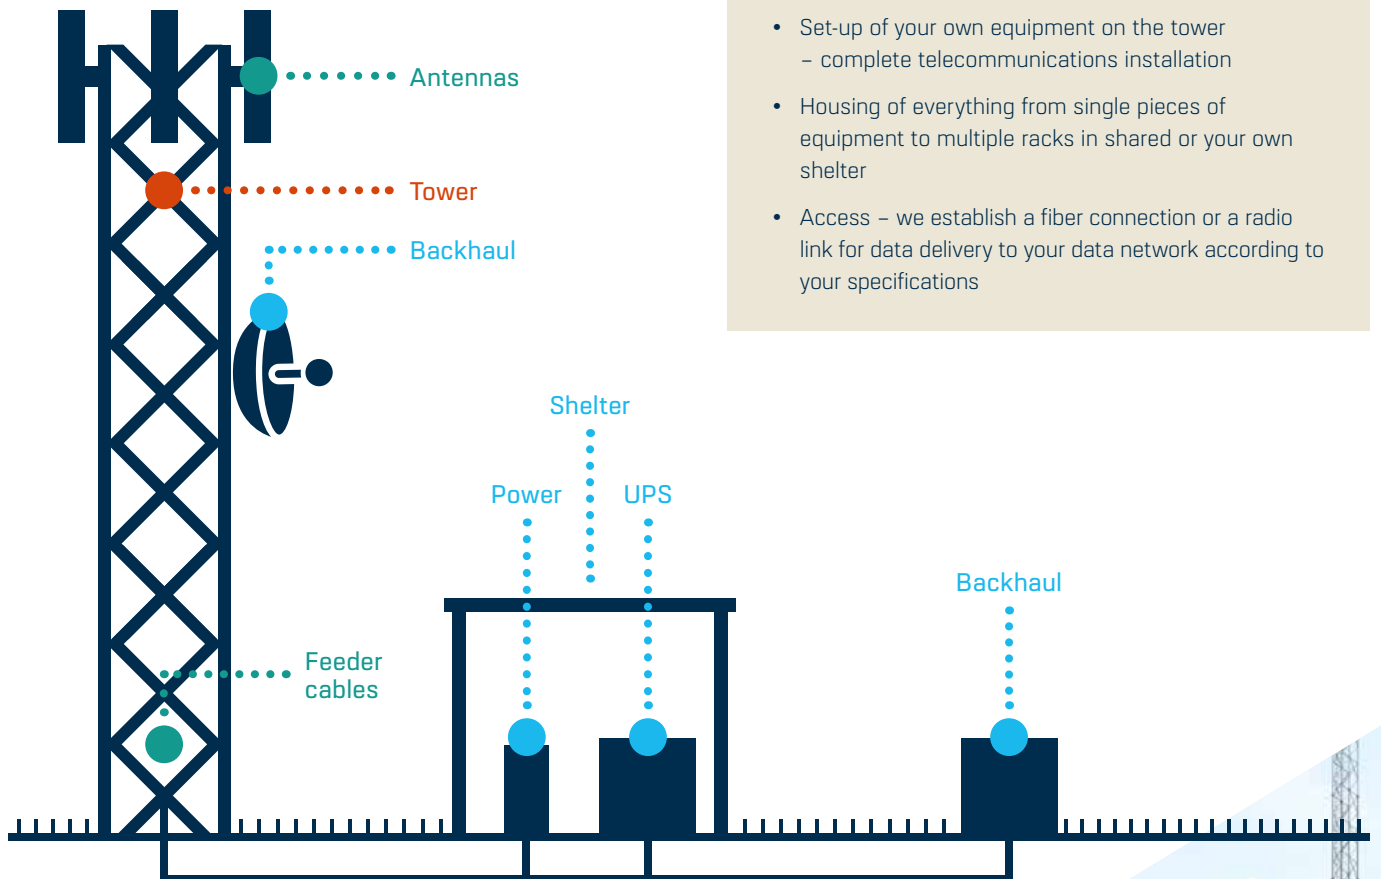 • Set-up of your own equipment on the tower
– complete telecommunications installation
• Housing of everything from single pieces of
equipment to multiple racks in shared or your own
shelter
• Access – we establish a fiber connection or a radio
link for data delivery to your data network according to
your specifications
Antennas
Tower
Backhaul
Shelter
Power
UPS
Backhaul
Feeder
cables